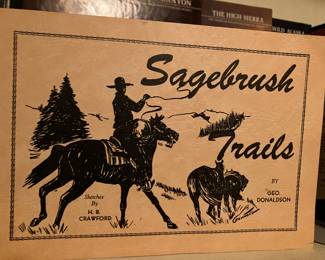 THE HIGH SIERRA
Sagebrush
Trails
Sketches
By
H. B.
CRAWFORD
BY
GEO.
DONALDSON